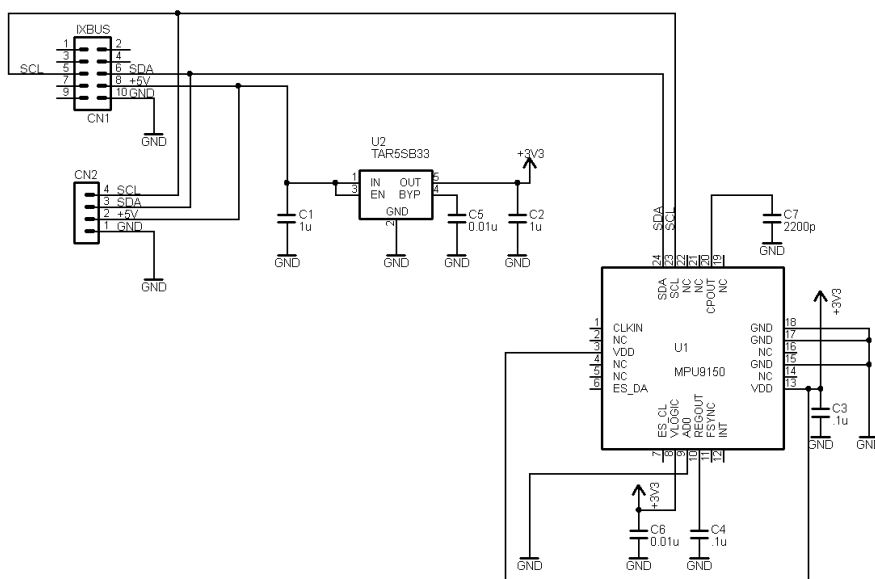 IXBUS
1 2
3 4
SCL 5 6 SDA
7 8 +5V
9 10 GND
CN1
GND
CN2
4 SCL
3 SDA
2 +5V
1 GND
GND
U2
TAR5SB33
1 IN OUT 5
3 EN BYP 4
GND
2
+3V3
C1
1u
GND
GND
C5
0.01u
GND
C2
1u
GND
SDA
SCL
C7
2200p
GND
24 23 22 21 20 19
SDA SCL NC NC CPOUT NC
+3V3
1 CLKIN GND 18
2 NC GND 17
3 VDD NC 16
4 NC GND 15
5 NC NC 14
6 ES_DA VDD 13
U1
MPU9150
ES_CL VLOGIC AD0 REGOUT FSYNC INT
7 8 9 10 11 12
C3
.1u
GND
GND
+3V3
C6
0.01u
GND
C4
.1u
GND
GND